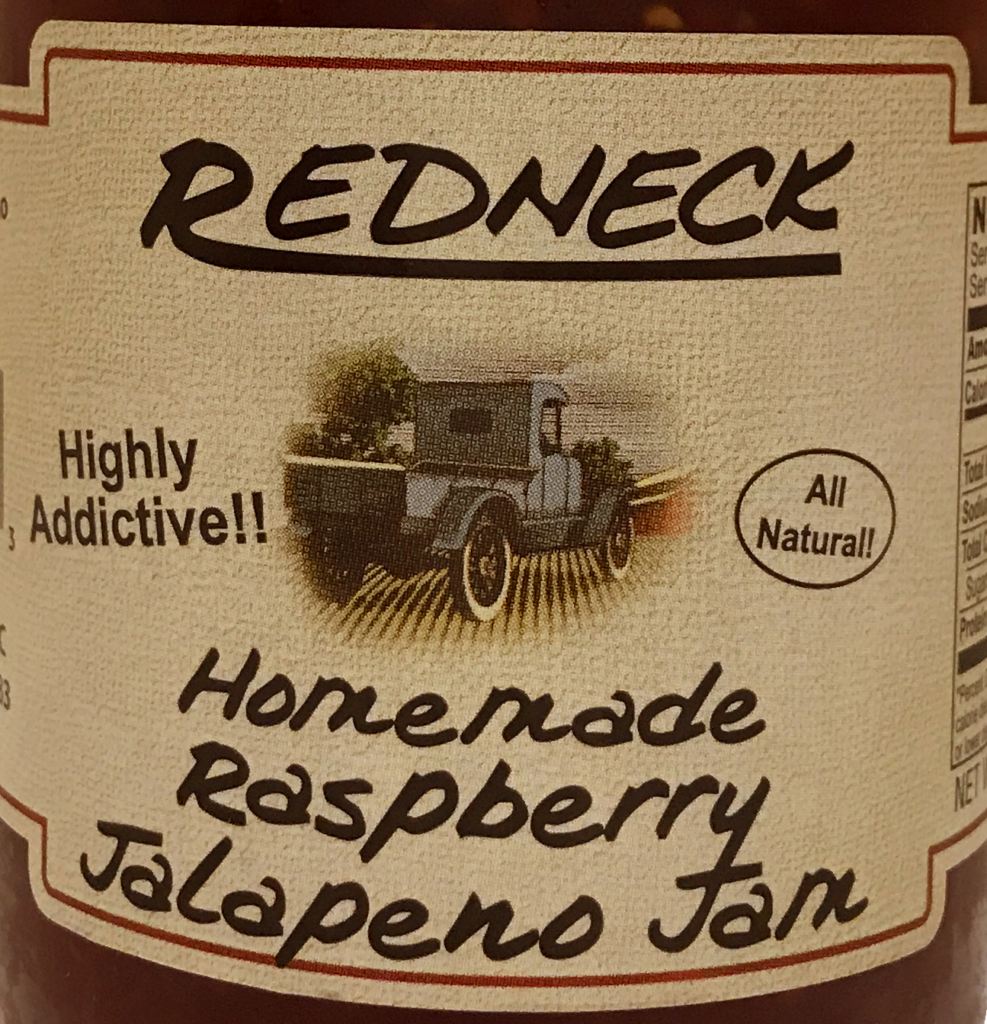 REDNECK
Highly
Addictive!!
All
Natural!
Homemade
Raspberry
Jalapeno Jam